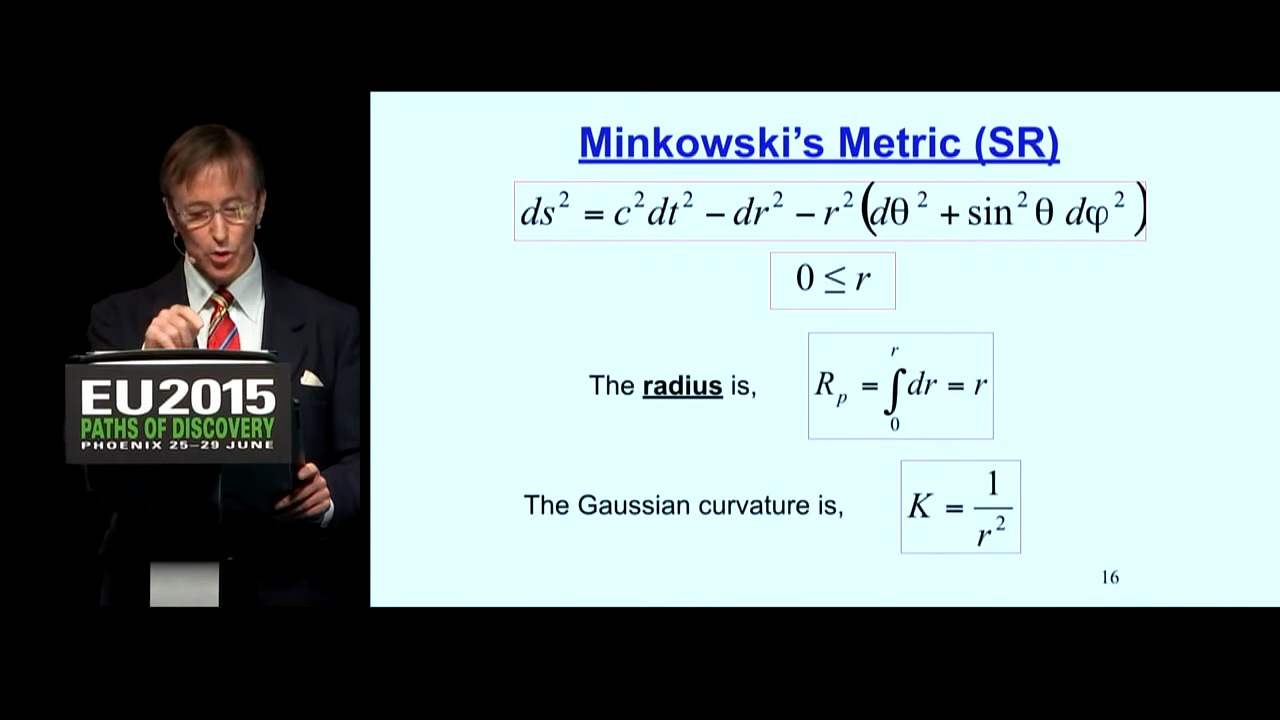 EU2015
PATHS OF DISCOVERY
PHOENIX 25–29 JUNE
Minkowski's Metric (SR)
ds² = c²dt² − dr² − r²(dθ² + sin²θ dφ²)
0 ≤ r
The radius is, R_p = ∫₀ʳ dr = r
The Gaussian curvature is, K = 1/r²
16